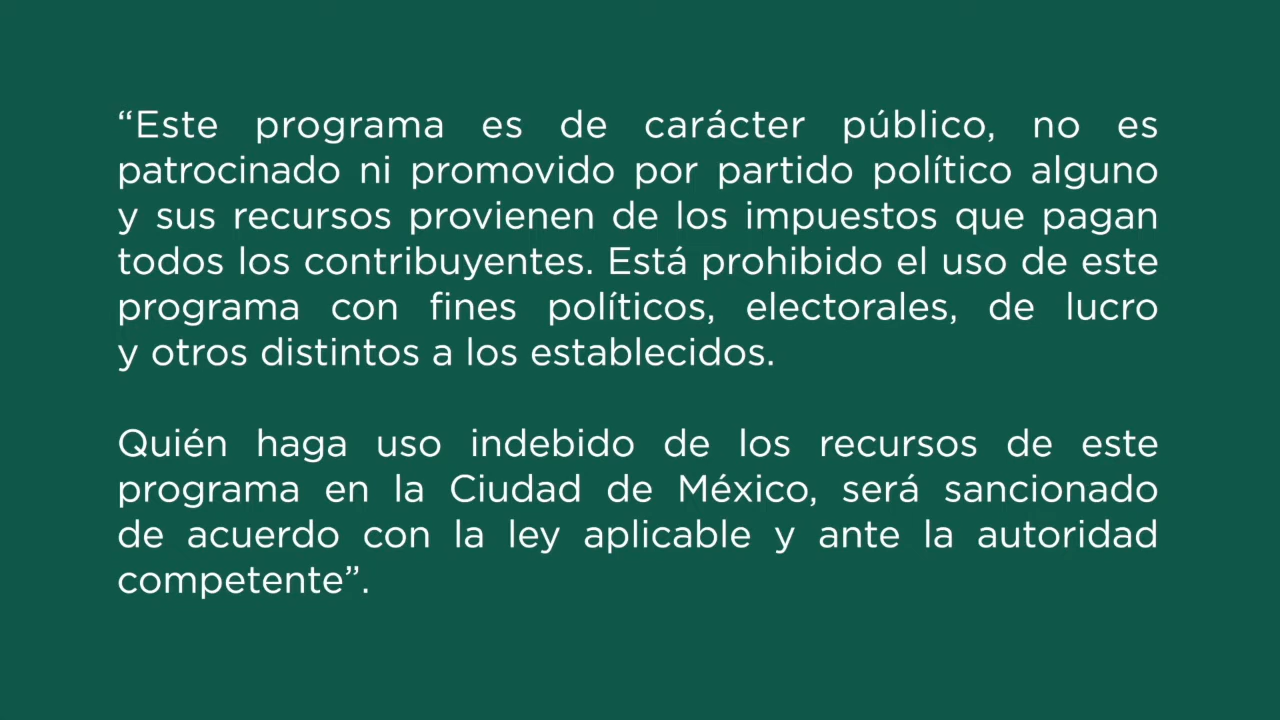 “Este programa es de carácter público, no es
patrocinado ni promovido por partido político alguno
y sus recursos provienen de los impuestos que pagan
todos los contribuyentes. Está prohibido el uso de este
programa con fines políticos, electorales, de lucro
y otros distintos a los establecidos.
Quién haga uso indebido de los recursos de este
programa en la Ciudad de México, será sancionado
de acuerdo con la ley aplicable y ante la autoridad
competente”.